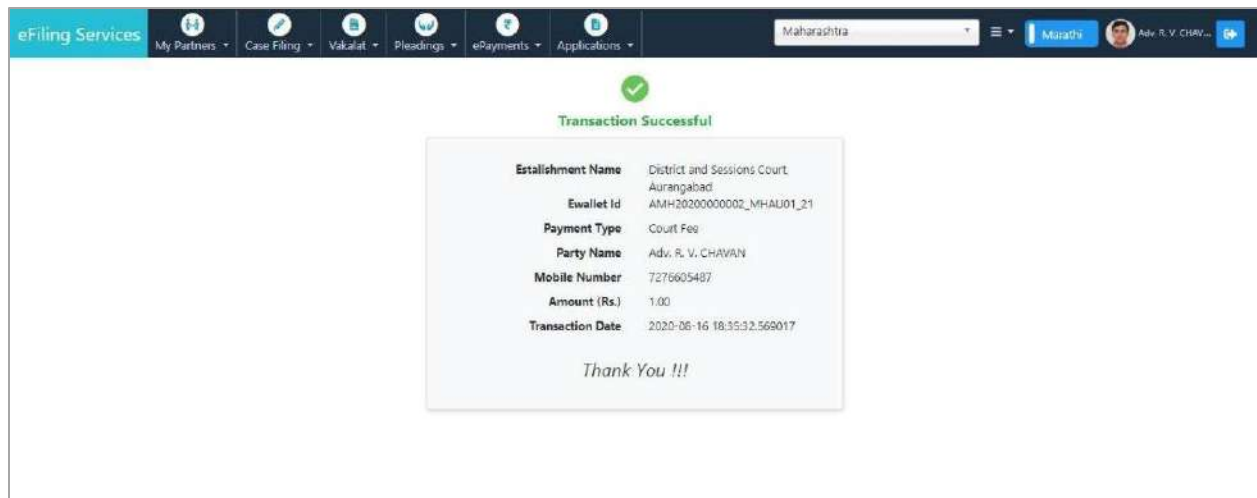 eFiling Services
My Partners
Case Filing
Vakalat
Pleadings
ePayments
Applications
Maharashtra
Marathi
Adv. R. V. CHAV...
Transaction Successful
Estalishment Name District and Sessions Court,
Aurangabad
Ewallet Id AMH20200000002_MHAU01_21
Payment Type Court Fee
Party Name Adv. R. V. CHAVAN
Mobile Number 7276605487
Amount (Rs.) 1.00
Transaction Date 2020-08-16 18:35:32.569017
Thank You !!!